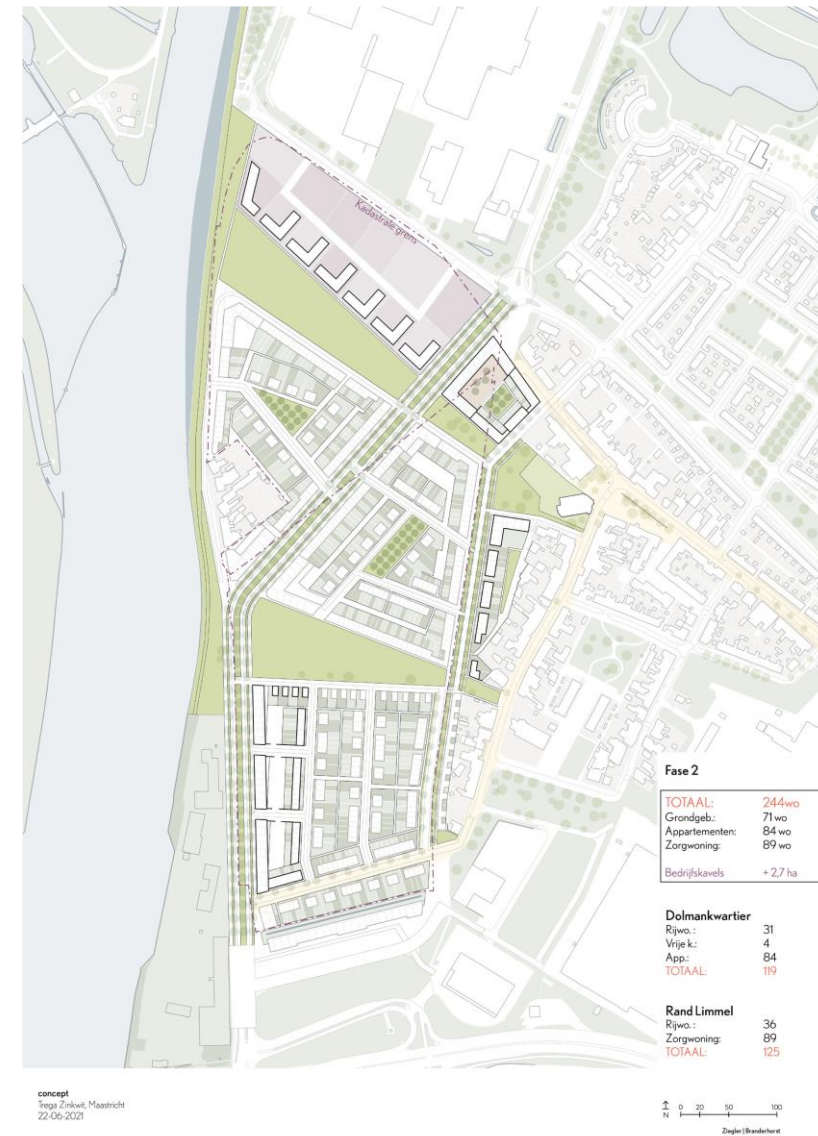 Kadastrale grens
Fase 2
TOTAAL: 244wo
Grondgeb.: 71 wo
Appartementen: 84 wo
Zorgwoning: 89 wo
Bedrijfskavels + 2,7 ha
Dolmankwartier
Rijwo. : 31
Vrije k.: 4
App.: 84
TOTAAL: 119
Rand Limmel
Rijwo. : 36
Zorgwoning: 89
TOTAAL: 125
concept
Trega Zinkwit, Maastricht
22-06-2021
N 0 20 50 100
Ziegler|Branderhorst